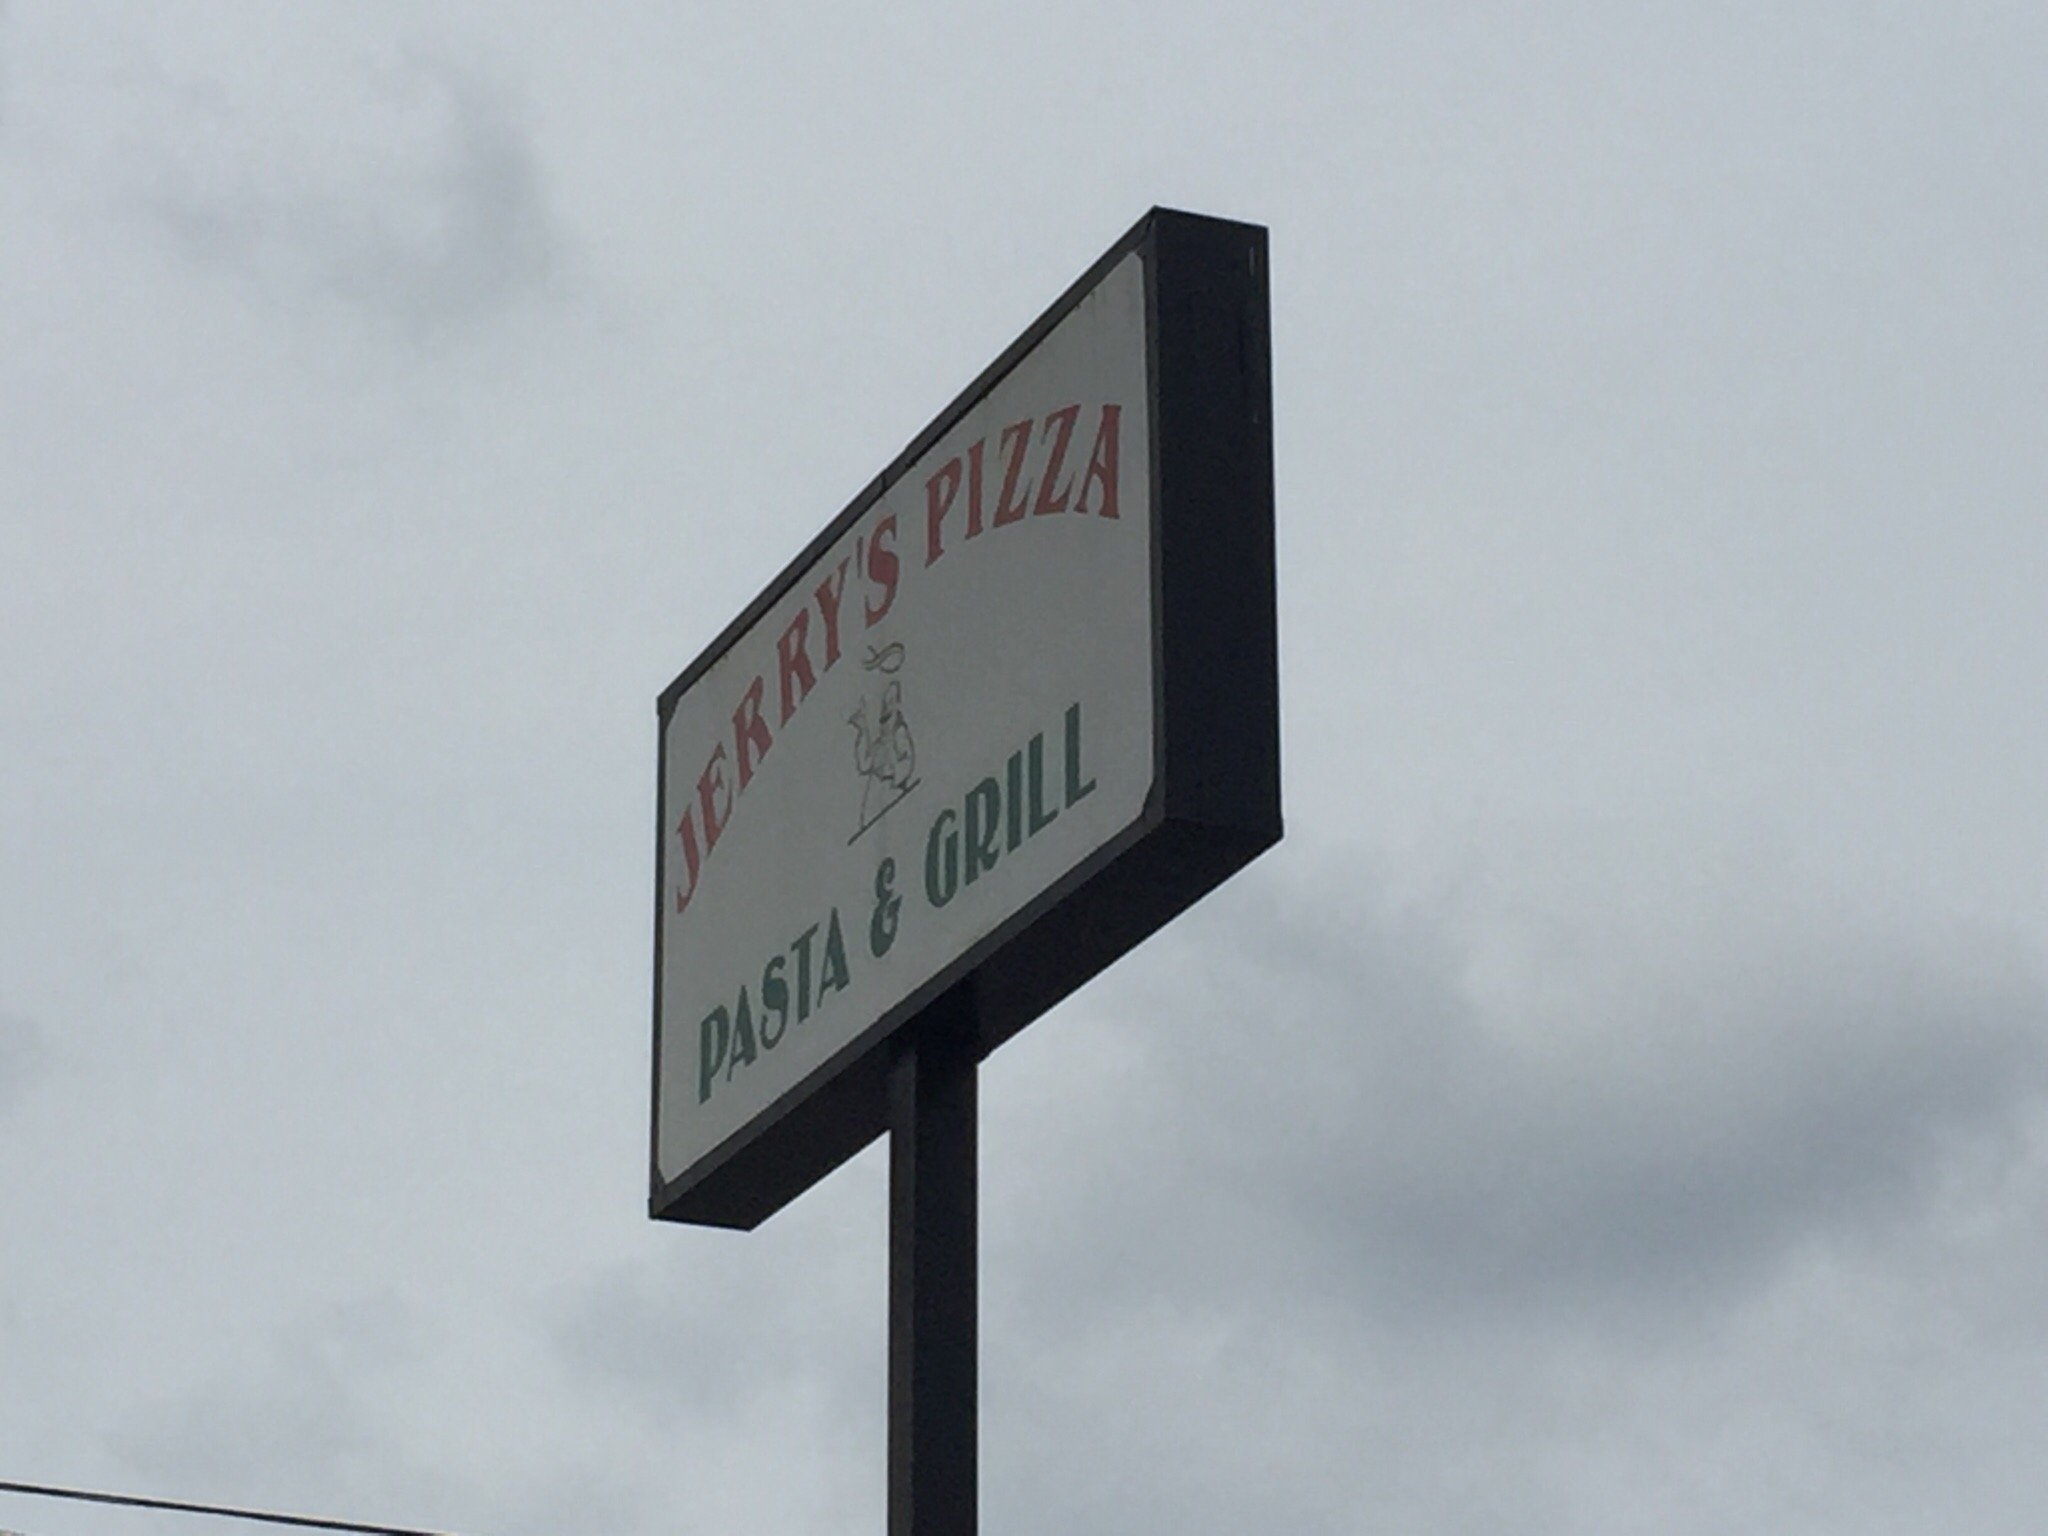 JERRY'S PIZZA
PASTA & GRILL